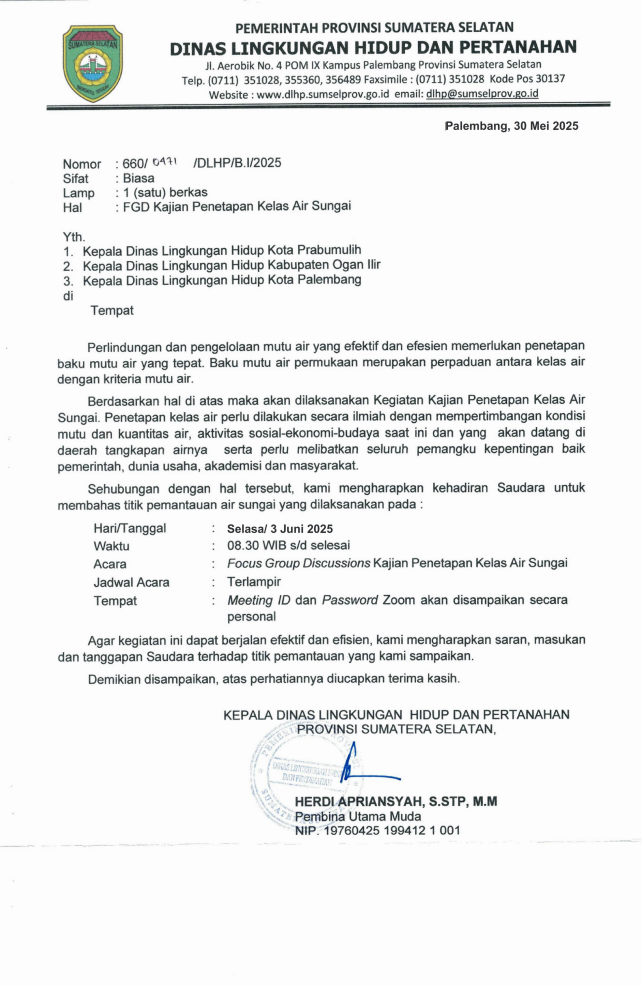 SUMATERA SELATAN
PEMERINTAH PROVINSI SUMATERA SELATAN
DINAS LINGKUNGAN HIDUP DAN PERTANAHAN
Jl. Aerobik No. 4 POM IX Kampus Palembang Provinsi Sumatera Selatan
Telp. (0711) 351028, 355360, 356489 Faxsimile : (0711) 351028 Kode Pos 30137
Website : www.dlhp.sumselprov.go.id email: dlhp@sumselprov.go.id
Palembang, 30 Mei 2025
Nomor : 660/ 0471 /DLHP/B.I/2025
Sifat : Biasa
Lamp : 1 (satu) berkas
Hal : FGD Kajian Penetapan Kelas Air Sungai
Yth.
1. Kepala Dinas Lingkungan Hidup Kota Prabumulih
2. Kepala Dinas Lingkungan Hidup Kabupaten Ogan Ilir
3. Kepala Dinas Lingkungan Hidup Kota Palembang
di
Tempat
Perlindungan dan pengelolaan mutu air yang efektif dan efesien memerlukan penetapan
baku mutu air yang tepat. Baku mutu air permukaan merupakan perpaduan antara kelas air
dengan kriteria mutu air.
Berdasarkan hal di atas maka akan dilaksanakan Kegiatan Kajian Penetapan Kelas Air
Sungai. Penetapan kelas air perlu dilakukan secara ilmiah dengan mempertimbangan kondisi
mutu dan kuantitas air, aktivitas sosial-ekonomi-budaya saat ini dan yang akan datang di
daerah tangkapan airnya serta perlu melibatkan seluruh pemangku kepentingan baik
pemerintah, dunia usaha, akademisi dan masyarakat.
Sehubungan dengan hal tersebut, kami mengharapkan kehadiran Saudara untuk
membahas titik pemantauan air sungai yang dilaksanakan pada :
Hari/Tanggal : Selasa/ 3 Juni 2025
Waktu : 08.30 WIB s/d selesai
Acara : Focus Group Discussions Kajian Penetapan Kelas Air Sungai
Jadwal Acara : Terlampir
Tempat : Meeting ID dan Password Zoom akan disampaikan secara
personal
Agar kegiatan ini dapat berjalan efektif dan efisien, kami mengharapkan saran, masukan
dan tanggapan Saudara terhadap titik pemantauan yang kami sampaikan.
Demikian disampaikan, atas perhatiannya diucapkan terima kasih.
KEPALA DINAS LINGKUNGAN HIDUP DAN PERTANAHAN
PROVINSI SUMATERA SELATAN,
DINAS LINGKUNGAN HIDUP
DAN PERTANAHAN
HERDI APRIANSYAH, S.STP, M.M
Pembina Utama Muda
NIP. 19760425 199412 1 001